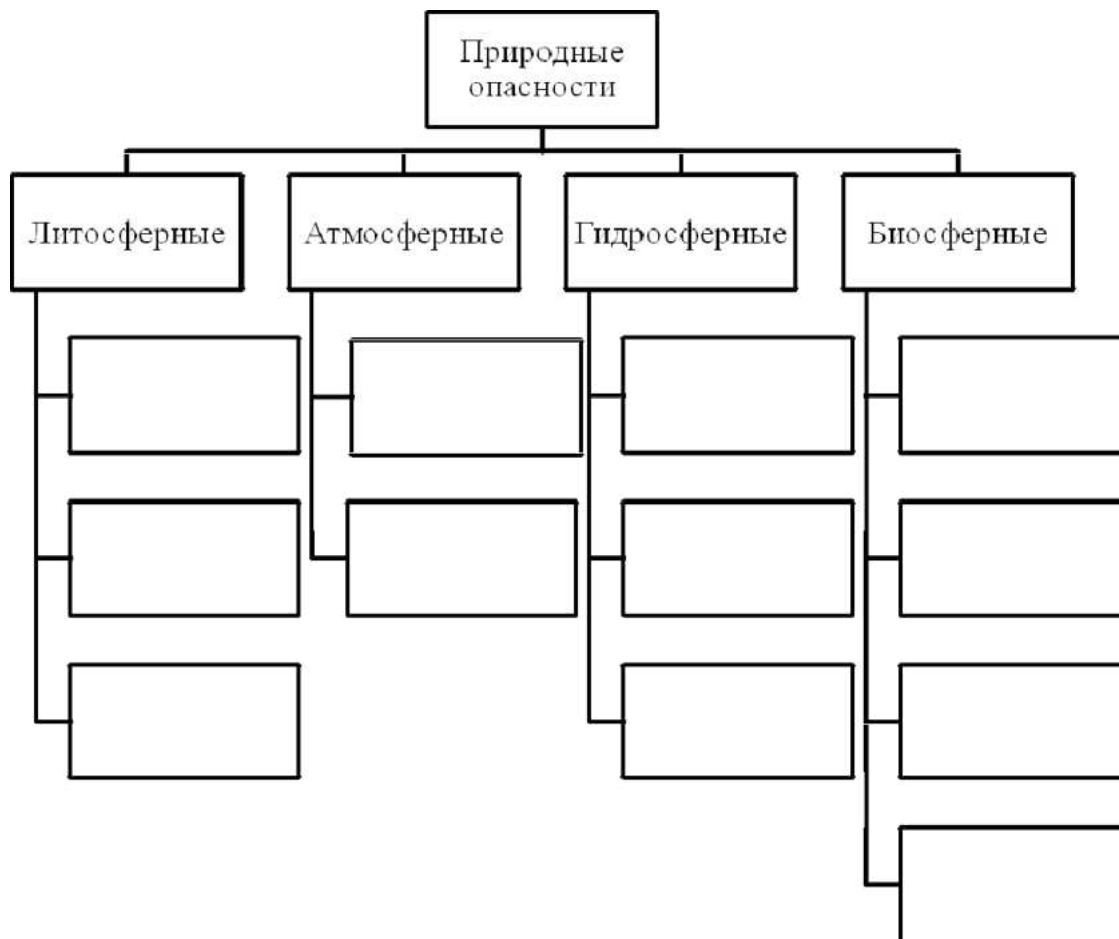 Природные
опасности
Литосферные
Атмосферные
Гидросферные
Биосферные